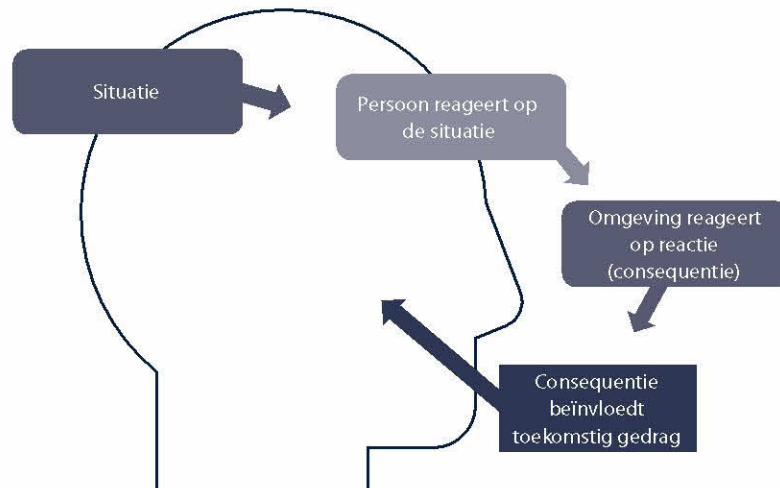 Situatie
Persoon reageert op
de situatie
Omgeving reageert
op reactie
(consequentie)
Consequentie
beïnvloedt
toekomstig gedrag